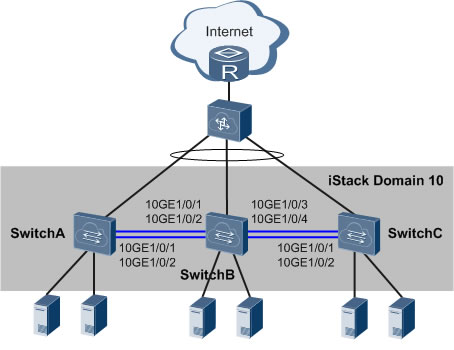 Internet
R
iStack Domain 10
10GE1/0/1
10GE1/0/2
10GE1/0/3
10GE1/0/4
SwitchA
SwitchC
10GE1/0/1
10GE1/0/2
10GE1/0/1
10GE1/0/2
SwitchB